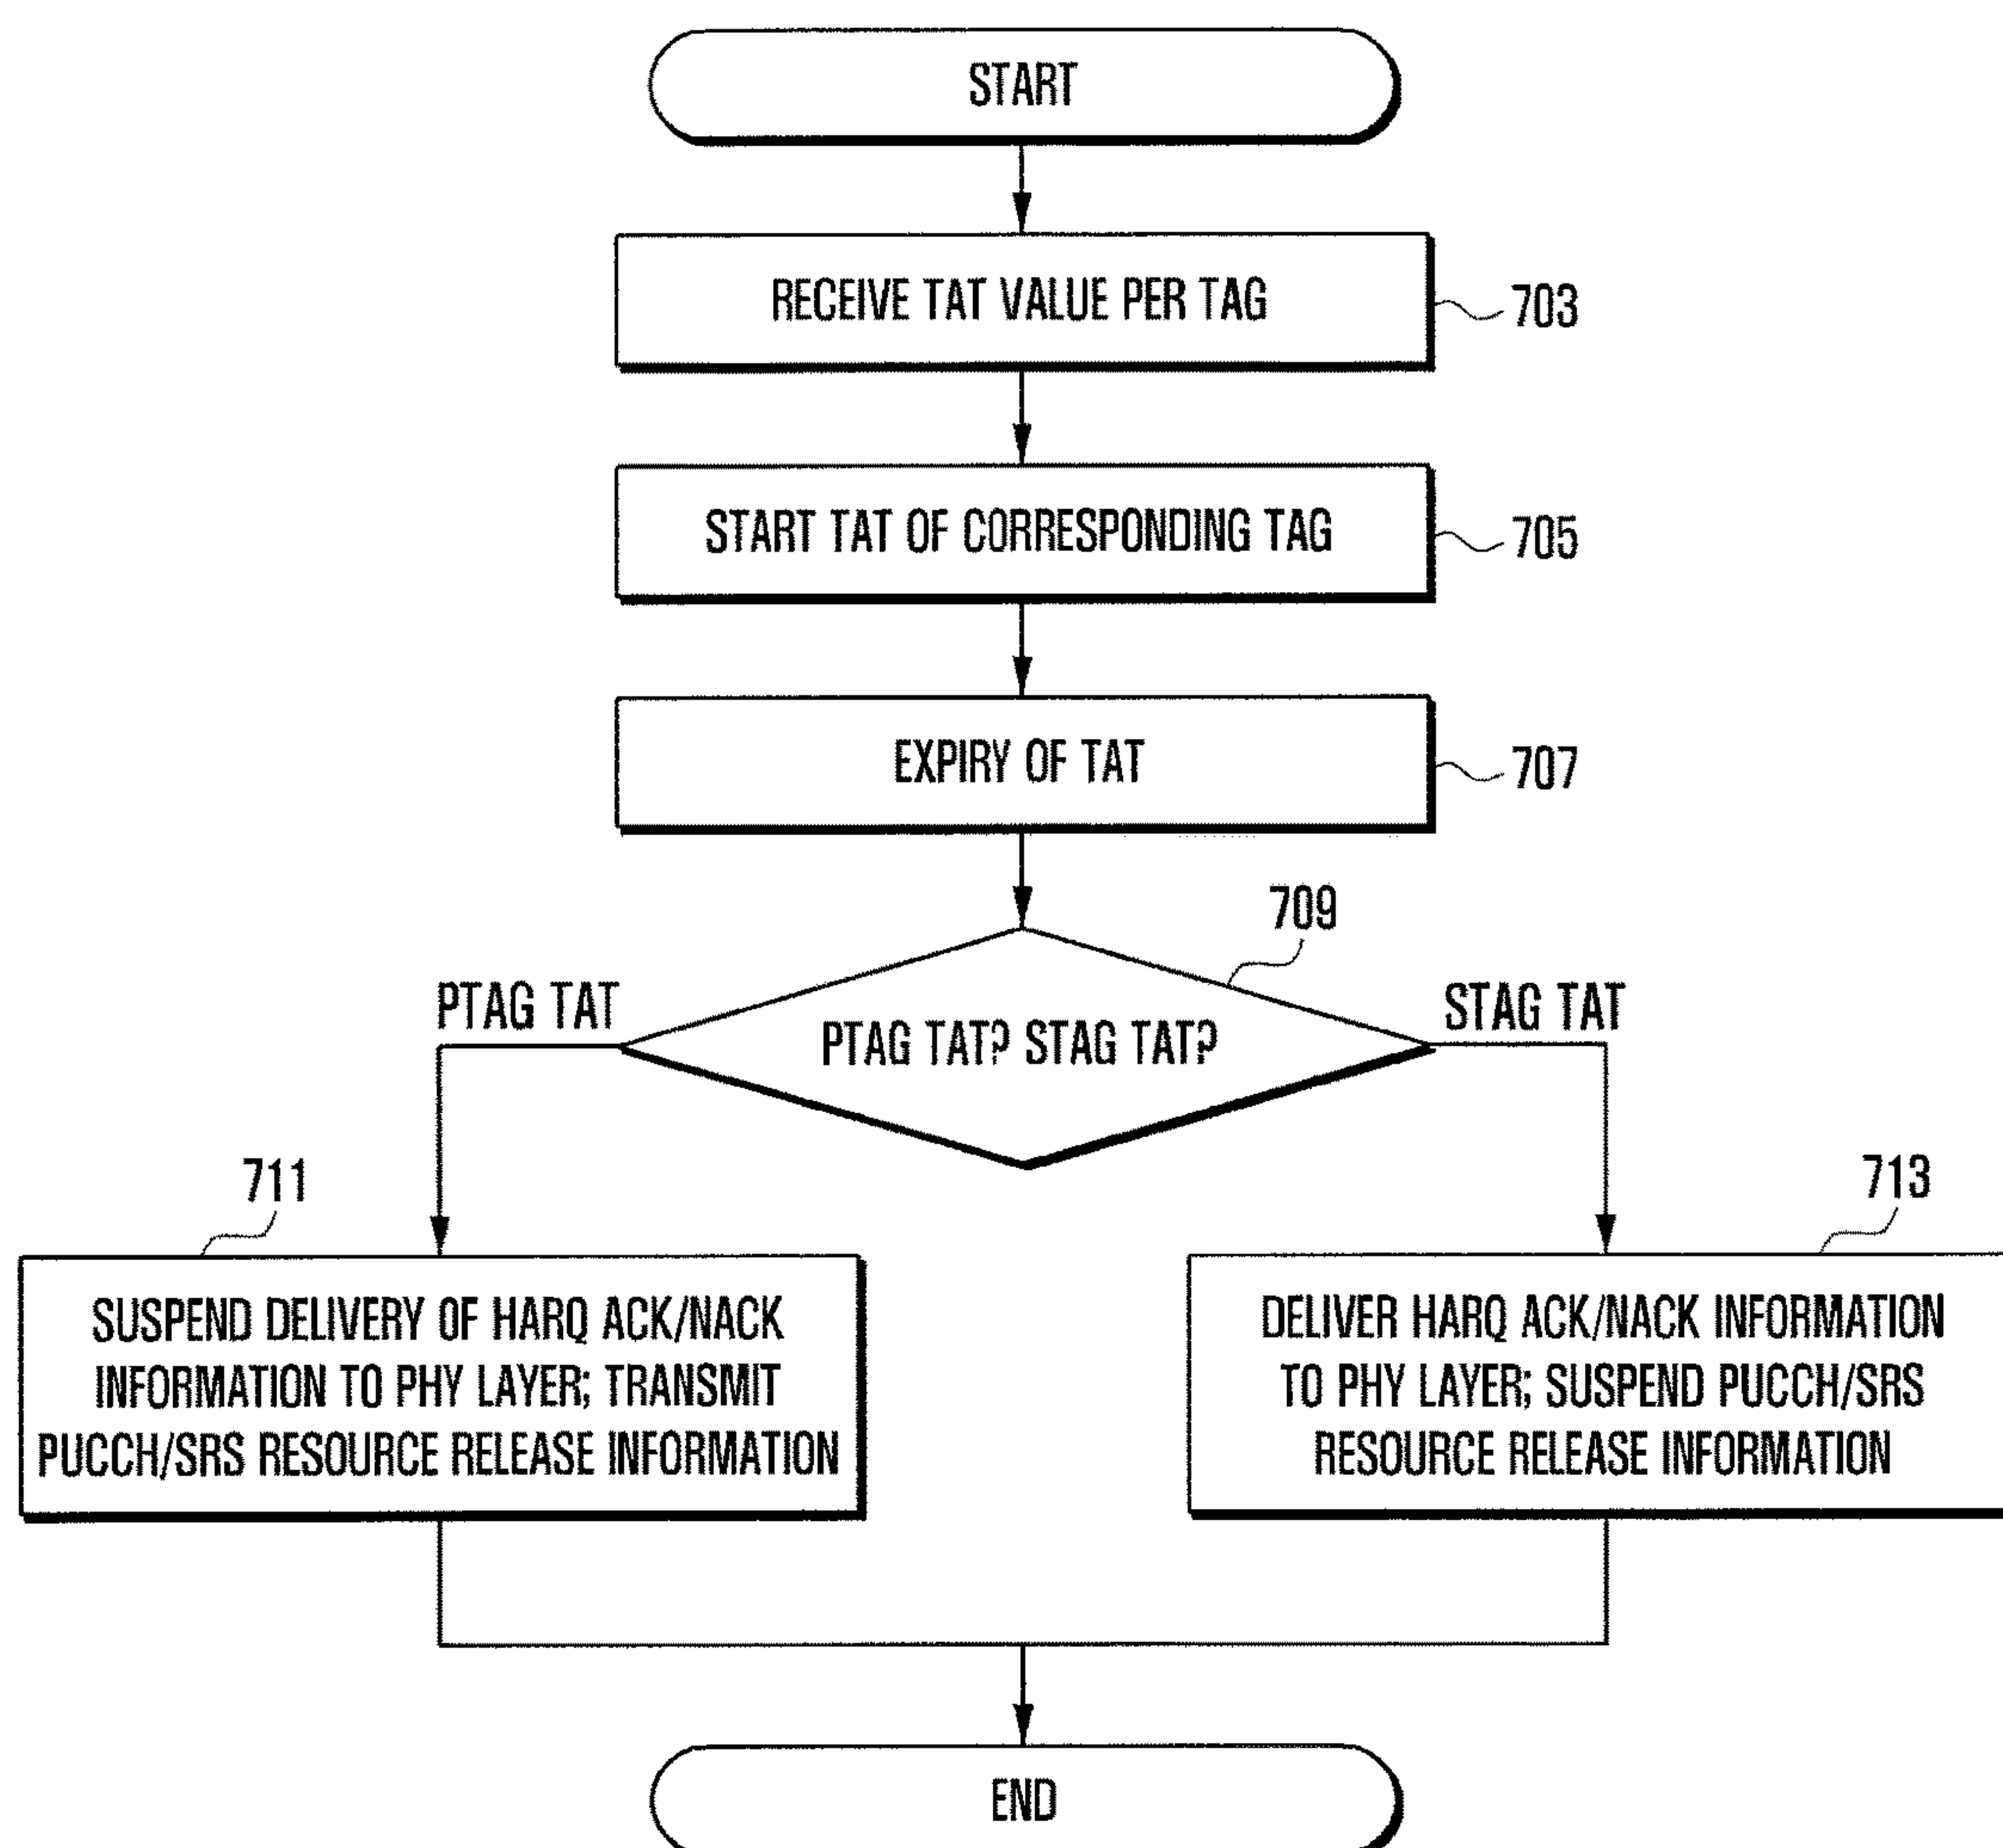 START
RECEIVE TAT VALUE PER TAG
703
START TAT OF CORRESPONDING TAG
705
EXPIRY OF TAT
707
709
PTAG TAT
PTAG TAT? STAG TAT?
STAG TAT
711
SUSPEND DELIVERY OF HARQ ACK/NACK
INFORMATION TO PHY LAYER; TRANSMIT
PUCCH/SRS RESOURCE RELEASE INFORMATION
713
DELIVER HARQ ACK/NACK INFORMATION
TO PHY LAYER; SUSPEND PUCCH/SRS
RESOURCE RELEASE INFORMATION
END